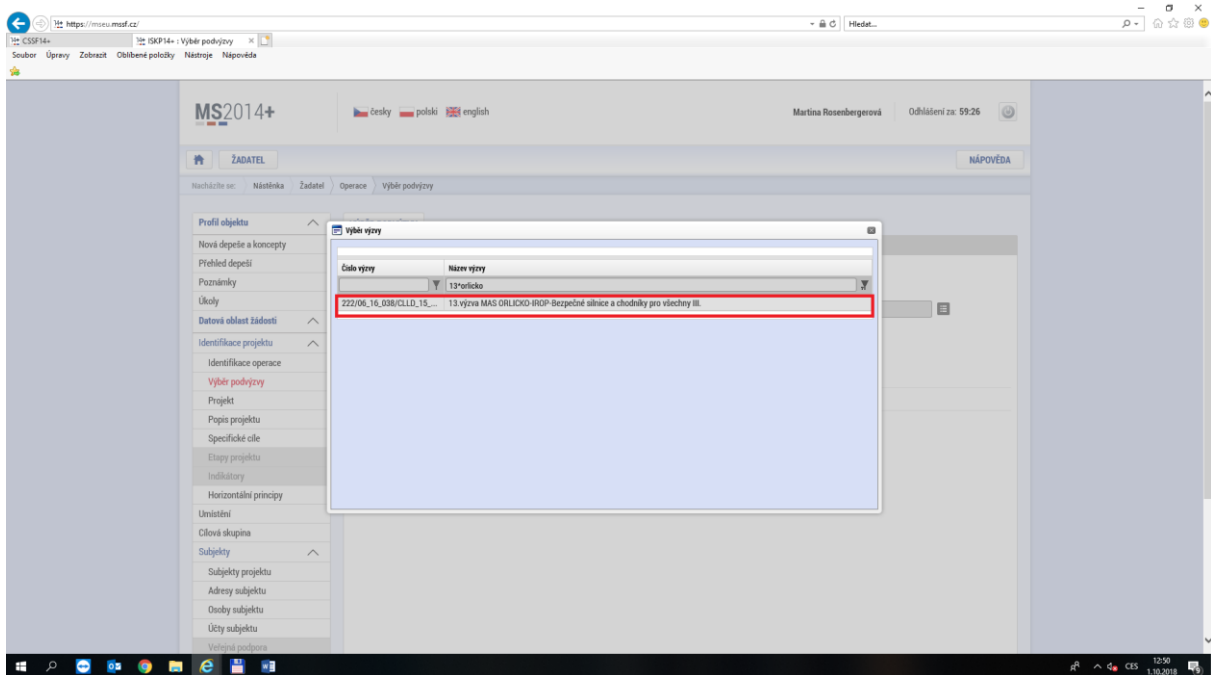 https://mseu.mssf.cz/
Hledat...
CSSF14+
ISKP14+ : Výběr podvýzvy
Soubor Úpravy Zobrazit Oblíbené položky Nástroje Nápověda
MS2014+
česky polski english
Martina Rosenbergerová
Odhlášení za: 59:26
ŽADATEL
NÁPOVĚDA
Nacházíte se: Nástěnka Žadatel Operace Výběr podvýzvy
Profil objektu
Nová depeše a koncepty
Přehled depeší
Poznámky
Úkoly
Datová oblast žádosti
Identifikace projektu
Identifikace operace
Výběr podvýzvy
Projekt
Popis projektu
Specifické cíle
Etapy projektu
Indikátory
Horizontální principy
Umístění
Cílová skupina
Subjekty
Subjekty projektu
Adresy subjektu
Osoby subjektu
Účty subjektu
Veřejná podpora
Výběr výzvy
Číslo výzvy Název výzvy
13*orlicko
222/06_16_038/CLLD_15_... 13.výzva MAS ORLICKO-IROP-Bezpečné silnice a chodníky pro všechny III.
CES
12:50
1.10.2018